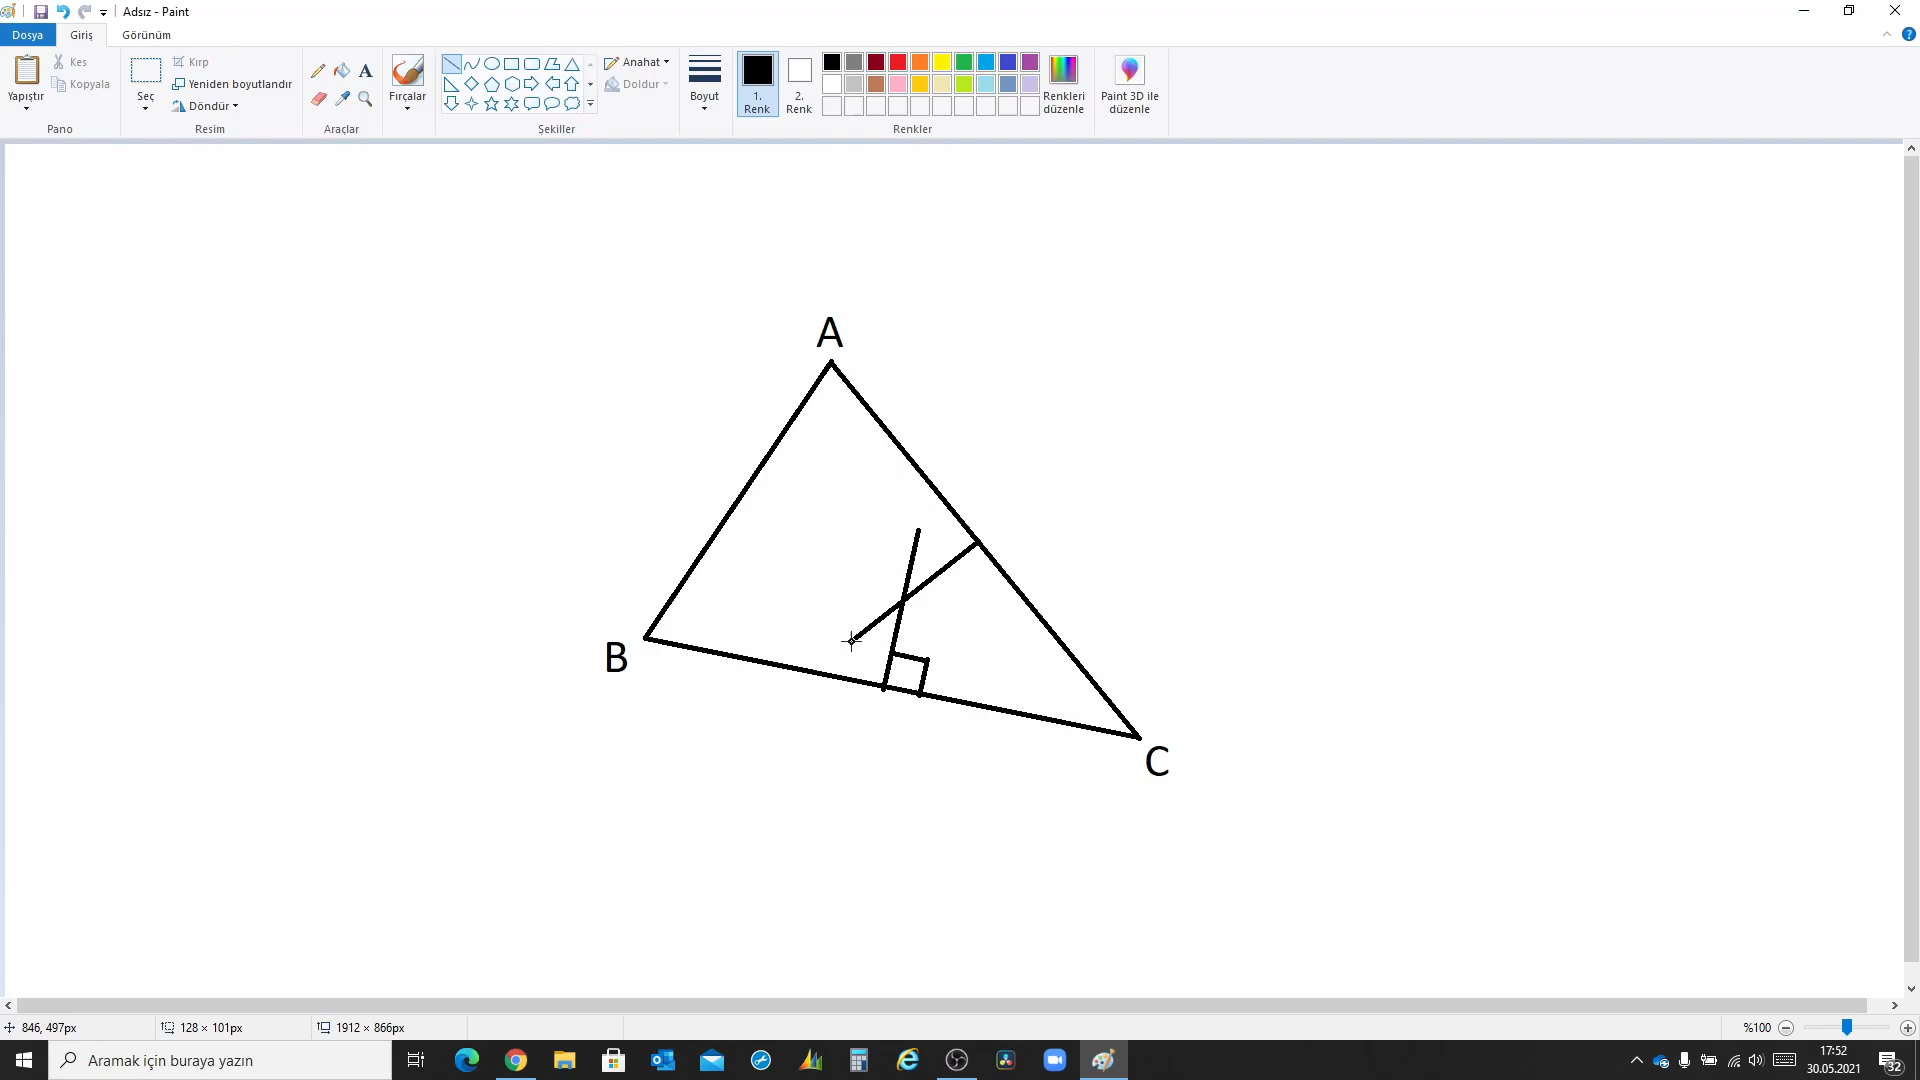 Adsız - Paint
Dosya Giriş Görünüm
Yapıştır
Kes
Kopyala
Pano
Seç
Kırp
Yeniden boyutlandır
Döndür
Resim
A
Araçlar
Fırçalar
Anahat
Doldur
Şekiller
Boyut
1.
Renk
2.
Renk
Renkleri
düzenle
Renkler
Paint 3D ile
düzenle
?
A
B
C
846, 497px 128 × 101px 1912 × 866px %100
Aramak için buraya yazın
17:52
30.05.2021
32